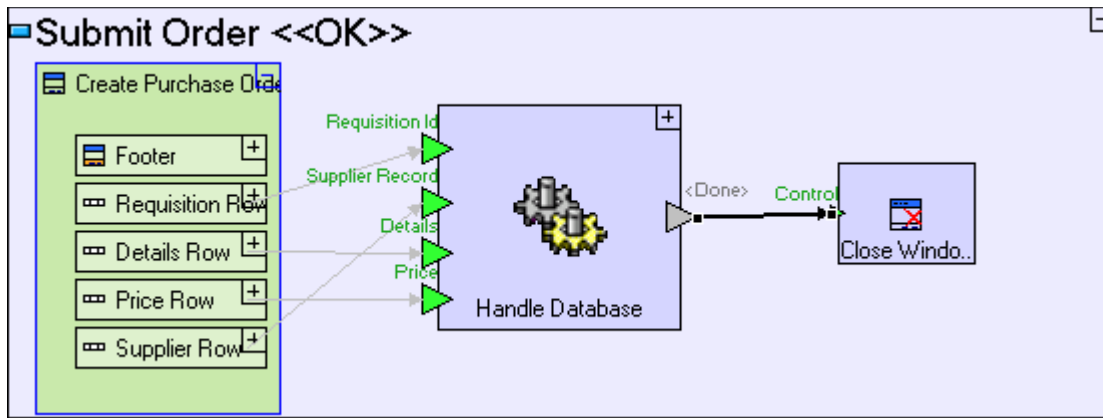 Submit Order <<OK>>
Create Purchase Orde
Footer
Requisition Row
Details Row
Price Row
Supplier Row
Requisition Id
Supplier Record
Details
Price
Handle Database
<Done>
Control
Close Windo..